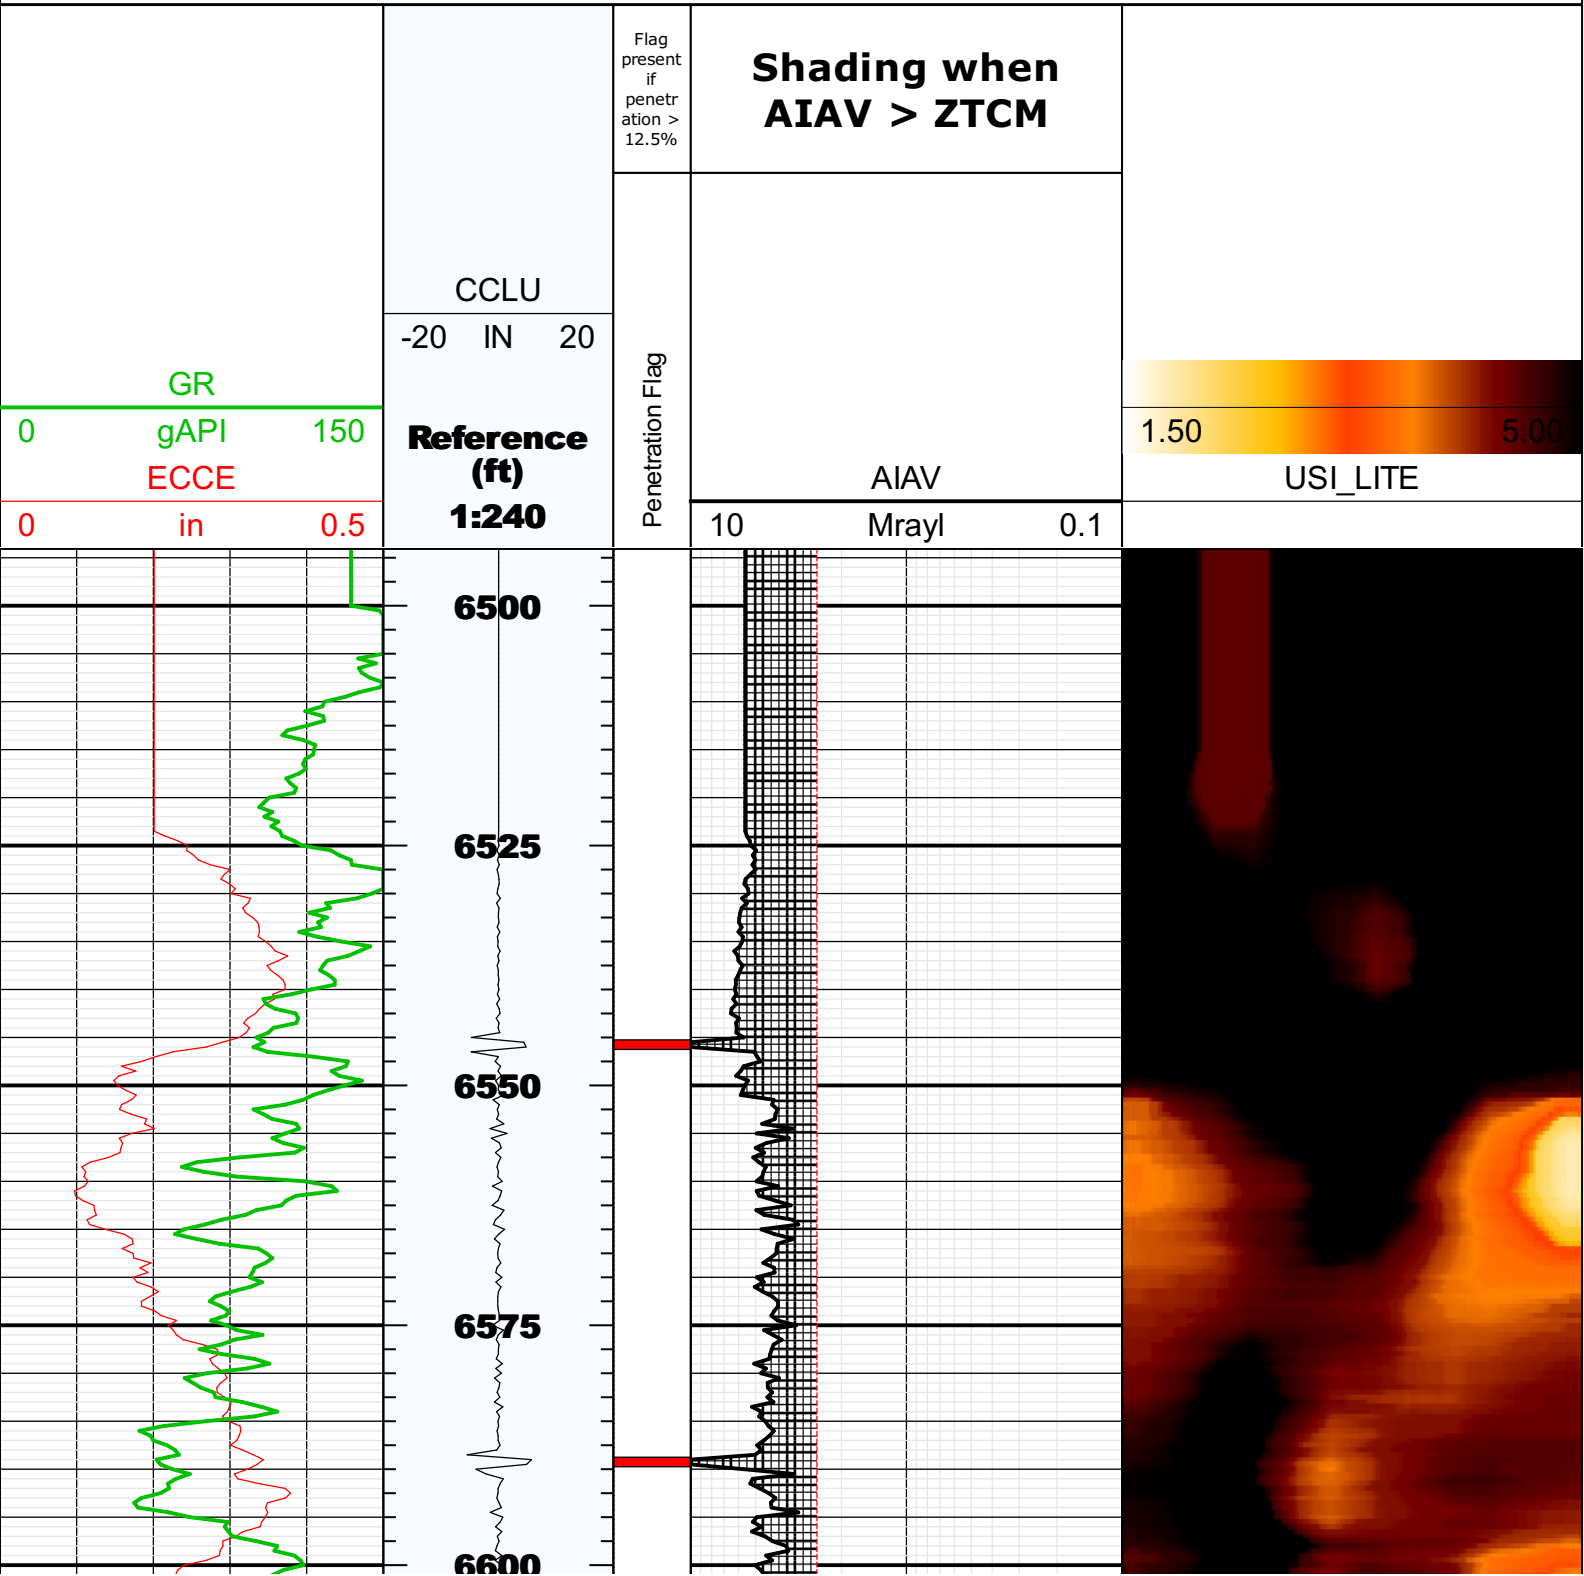 Flag
present
if
penetr
ation >
12.5%
Shading when
AIAV > ZTCM
CCLU
-20 IN 20
GR
0 gAPI 150
ECCE
0 in 0.5
Reference
(ft)
1:240
Penetration Flag
AIAV
10 Mrayl 0.1
1.50 5.00
USI_LITE
6500
6525
6550
6575
6600